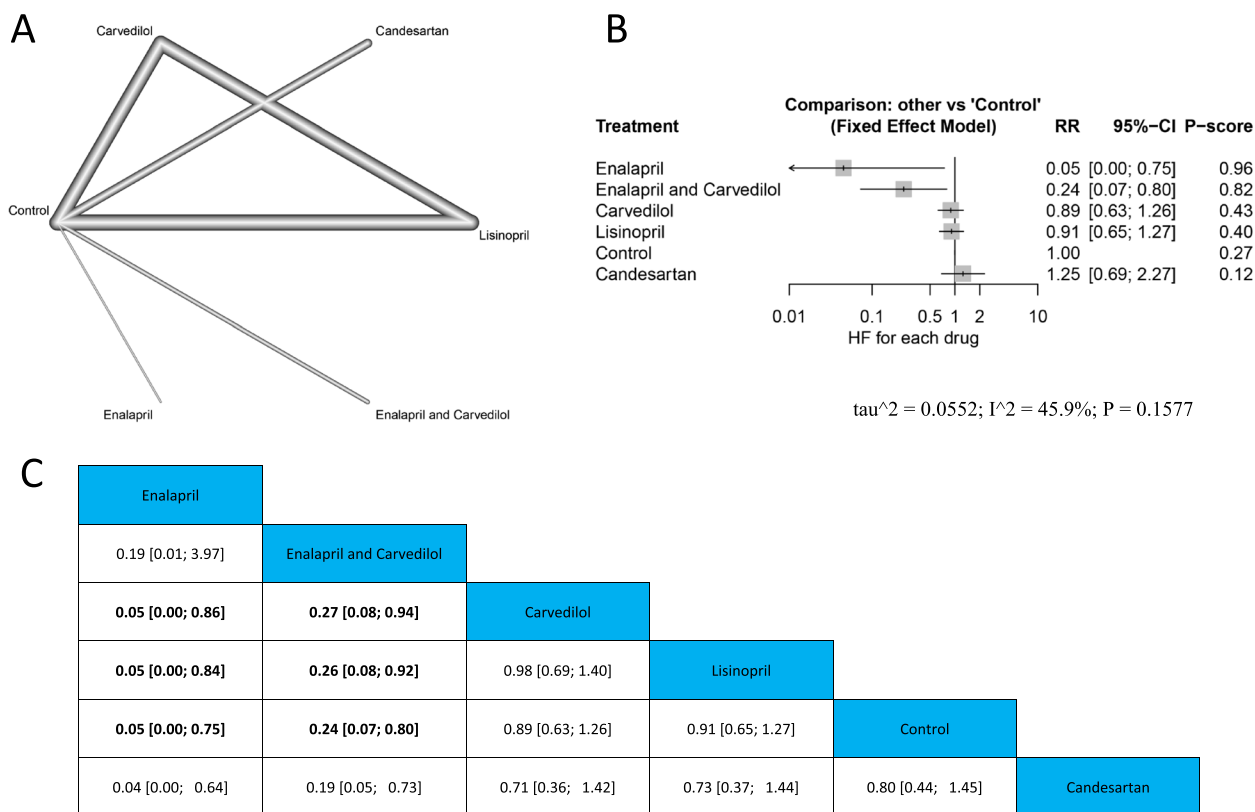 A
Carvedilol
Candesartan
Control
Lisinopril
Enalapril
Enalapril and Carvedilol
B
Comparison: other vs 'Control'
Treatment (Fixed Effect Model) RR 95%−CI P−score
Enalapril 0.05 [0.00; 0.75] 0.96
Enalapril and Carvedilol 0.24 [0.07; 0.80] 0.82
Carvedilol 0.89 [0.63; 1.26] 0.43
Lisinopril 0.91 [0.65; 1.27] 0.40
Control 1.00 0.27
Candesartan 1.25 [0.69; 2.27] 0.12
0.01 0.1 0.5 1 2 10
HF for each drug
tau^2 = 0.0552; I^2 = 45.9%; P = 0.1577
C
Enalapril
0.19 [0.01; 3.97] Enalapril and Carvedilol
0.05 [0.00; 0.86] 0.27 [0.08; 0.94] Carvedilol
0.05 [0.00; 0.84] 0.26 [0.08; 0.92] 0.98 [0.69; 1.40] Lisinopril
0.05 [0.00; 0.75] 0.24 [0.07; 0.80] 0.89 [0.63; 1.26] 0.91 [0.65; 1.27] Control
0.04 [0.00; 0.64] 0.19 [0.05; 0.73] 0.71 [0.36; 1.42] 0.73 [0.37; 1.44] 0.80 [0.44; 1.45] Candesartan